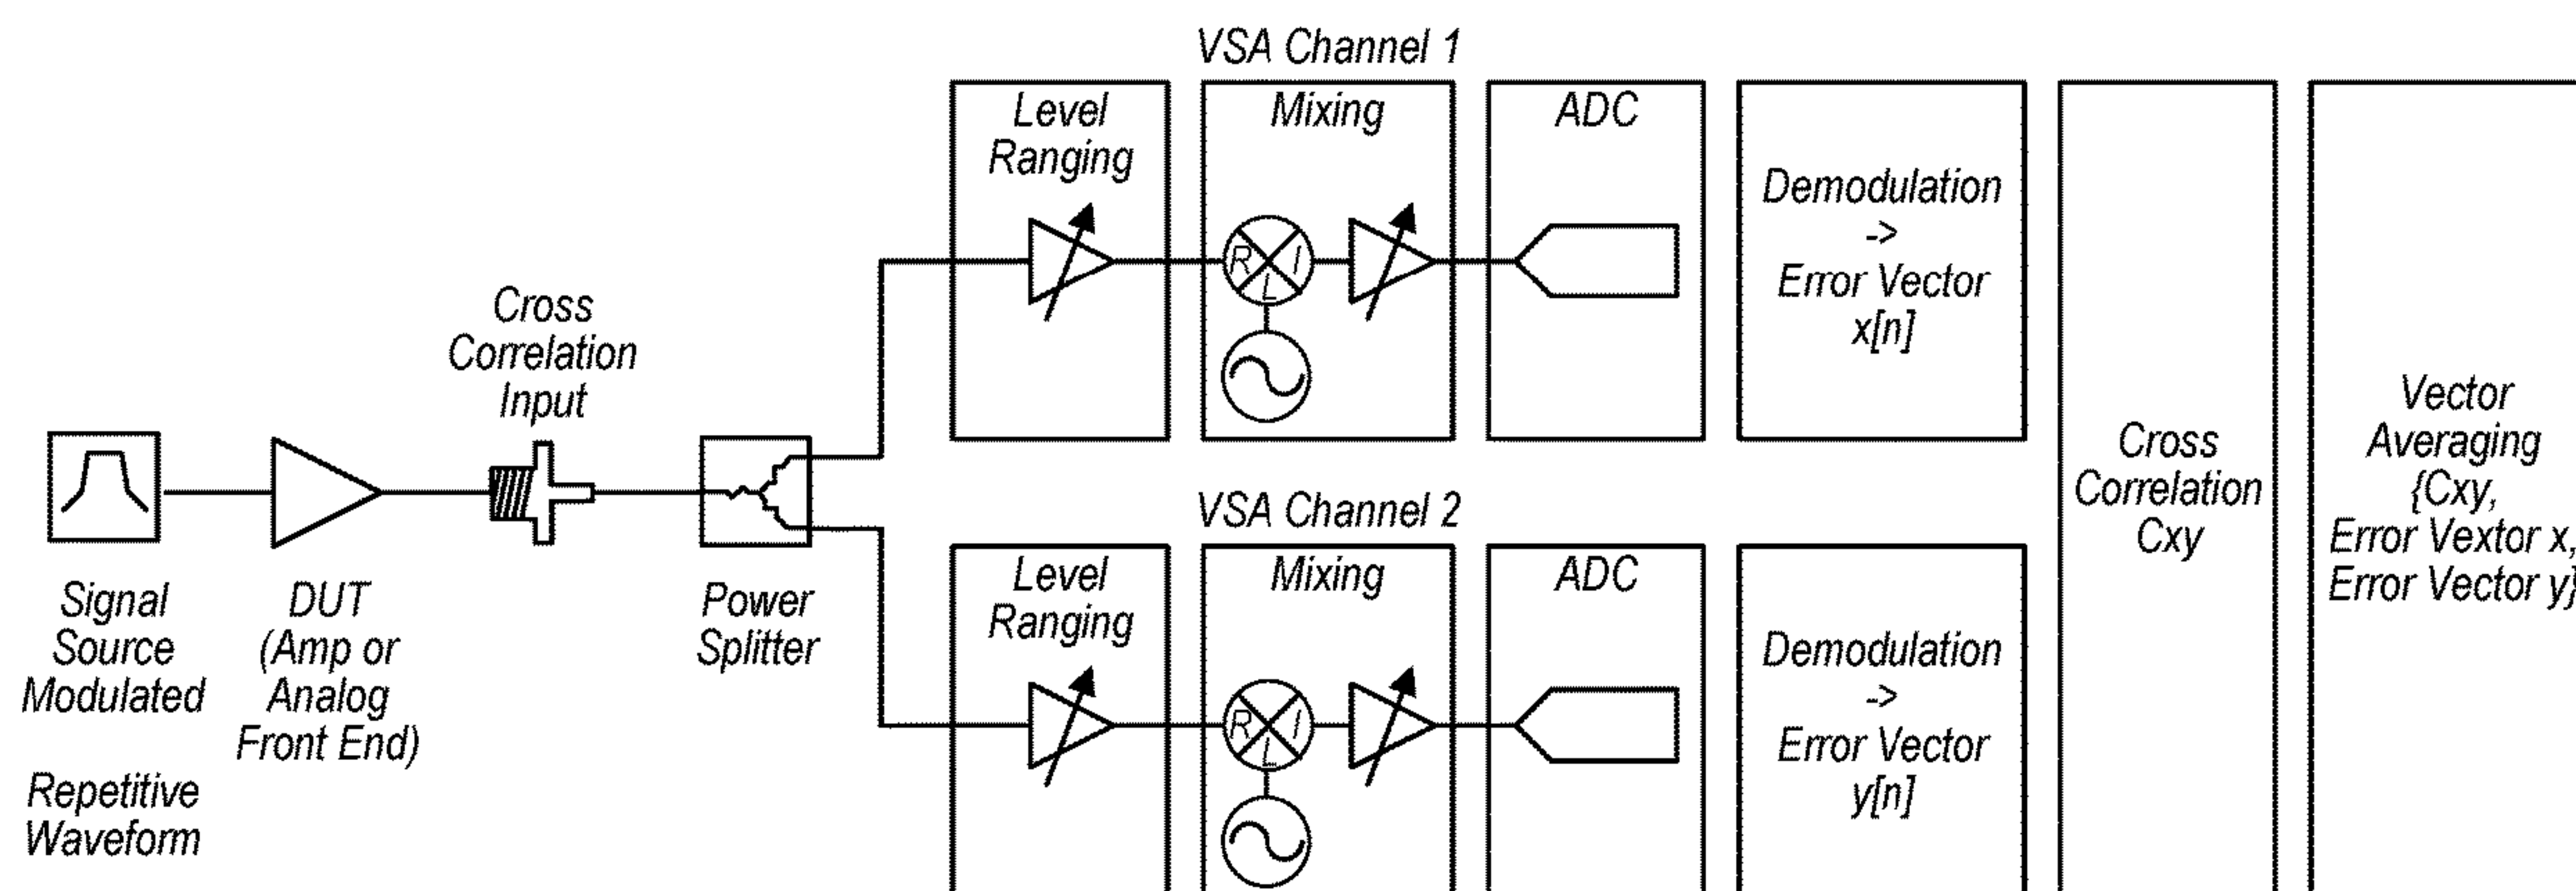 VSA Channel 1
Level
Ranging
Mixing
ADC
R
I
L
Demodulation
->
Error Vector
x[n]
Cross
Correlation
Input
Signal
Source
Modulated
Repetitive
Waveform
DUT
(Amp or
Analog
Front End)
Power
Splitter
VSA Channel 2
Level
Ranging
Mixing
ADC
R
I
L
Demodulation
->
Error Vector
y[n]
Cross
Correlation
Cxy
Vector
Averaging
{Cxy,
Error Vextor x,
Error Vector y}